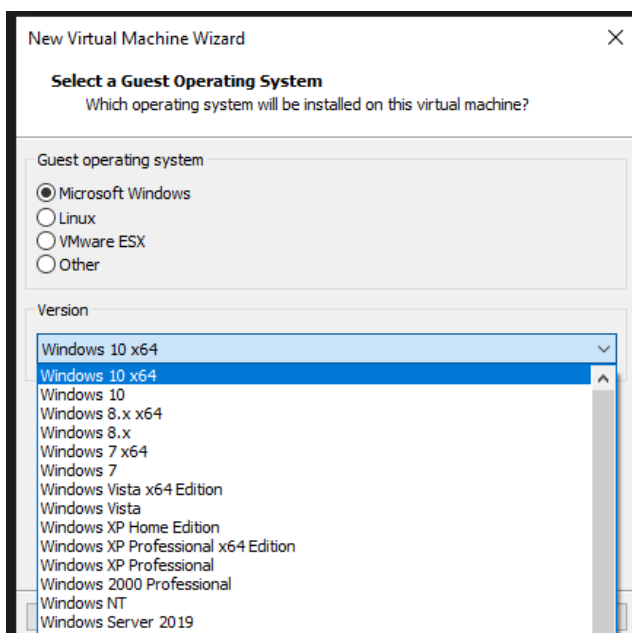 New Virtual Machine Wizard
Select a Guest Operating System
Which operating system will be installed on this virtual machine?
Guest operating system
Microsoft Windows
Linux
VMware ESX
Other
Version
Windows 10 x64
Windows 10 x64
Windows 10
Windows 8.x x64
Windows 8.x
Windows 7 x64
Windows 7
Windows Vista x64 Edition
Windows Vista
Windows XP Home Edition
Windows XP Professional x64 Edition
Windows XP Professional
Windows 2000 Professional
Windows NT
Windows Server 2019